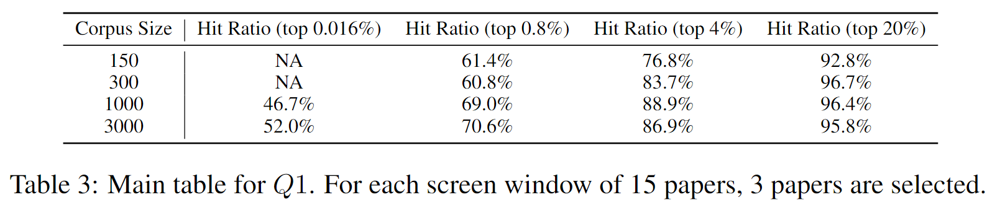 Corpus Size Hit Ratio (top 0.016%) Hit Ratio (top 0.8%) Hit Ratio (top 4%) Hit Ratio (top 20%)
150 NA 61.4% 76.8% 92.8%
300 NA 60.8% 83.7% 96.7%
1000 46.7% 69.0% 88.9% 96.4%
3000 52.0% 70.6% 86.9% 95.8%
Table 3: Main table for Q1. For each screen window of 15 papers, 3 papers are selected.